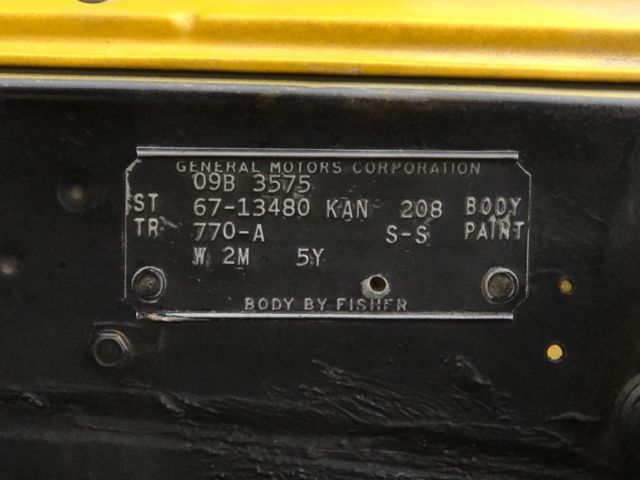 GENERAL MOTORS CORPORATION
09B 3575
ST 67-13480 KAN 208 BODY
TR 770-A S-S PAINT
W 2M 5Y
BODY BY FISHER